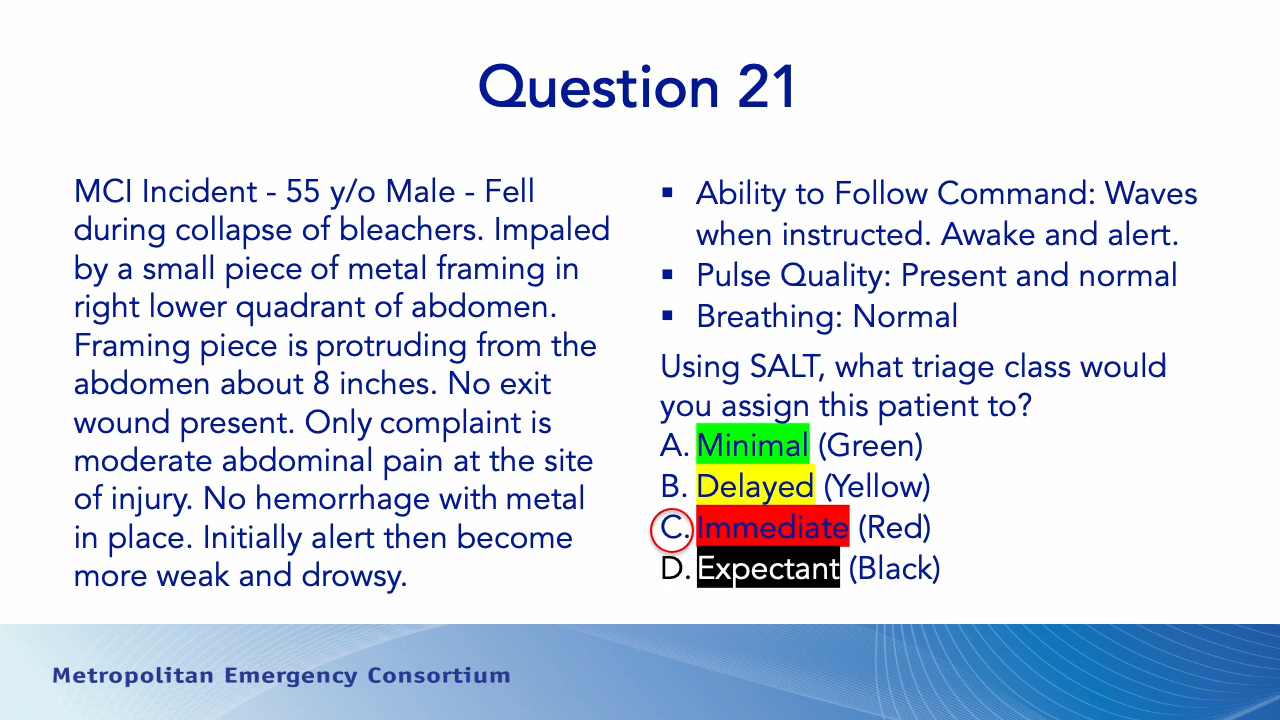 Question 21
MCI Incident - 55 y/o Male - Fell
during collapse of bleachers. Impaled
by a small piece of metal framing in
right lower quadrant of abdomen.
Framing piece is protruding from the
abdomen about 8 inches. No exit
wound present. Only complaint is
moderate abdominal pain at the site
of injury. No hemorrhage with metal
in place. Initially alert then become
more weak and drowsy.
▪ Ability to Follow Command: Waves
when instructed. Awake and alert.
▪ Pulse Quality: Present and normal
▪ Breathing: Normal
Using SALT, what triage class would
you assign this patient to?
A. Minimal (Green)
B. Delayed (Yellow)
C. Immediate (Red)
D. Expectant (Black)
Metropolitan Emergency Consortium